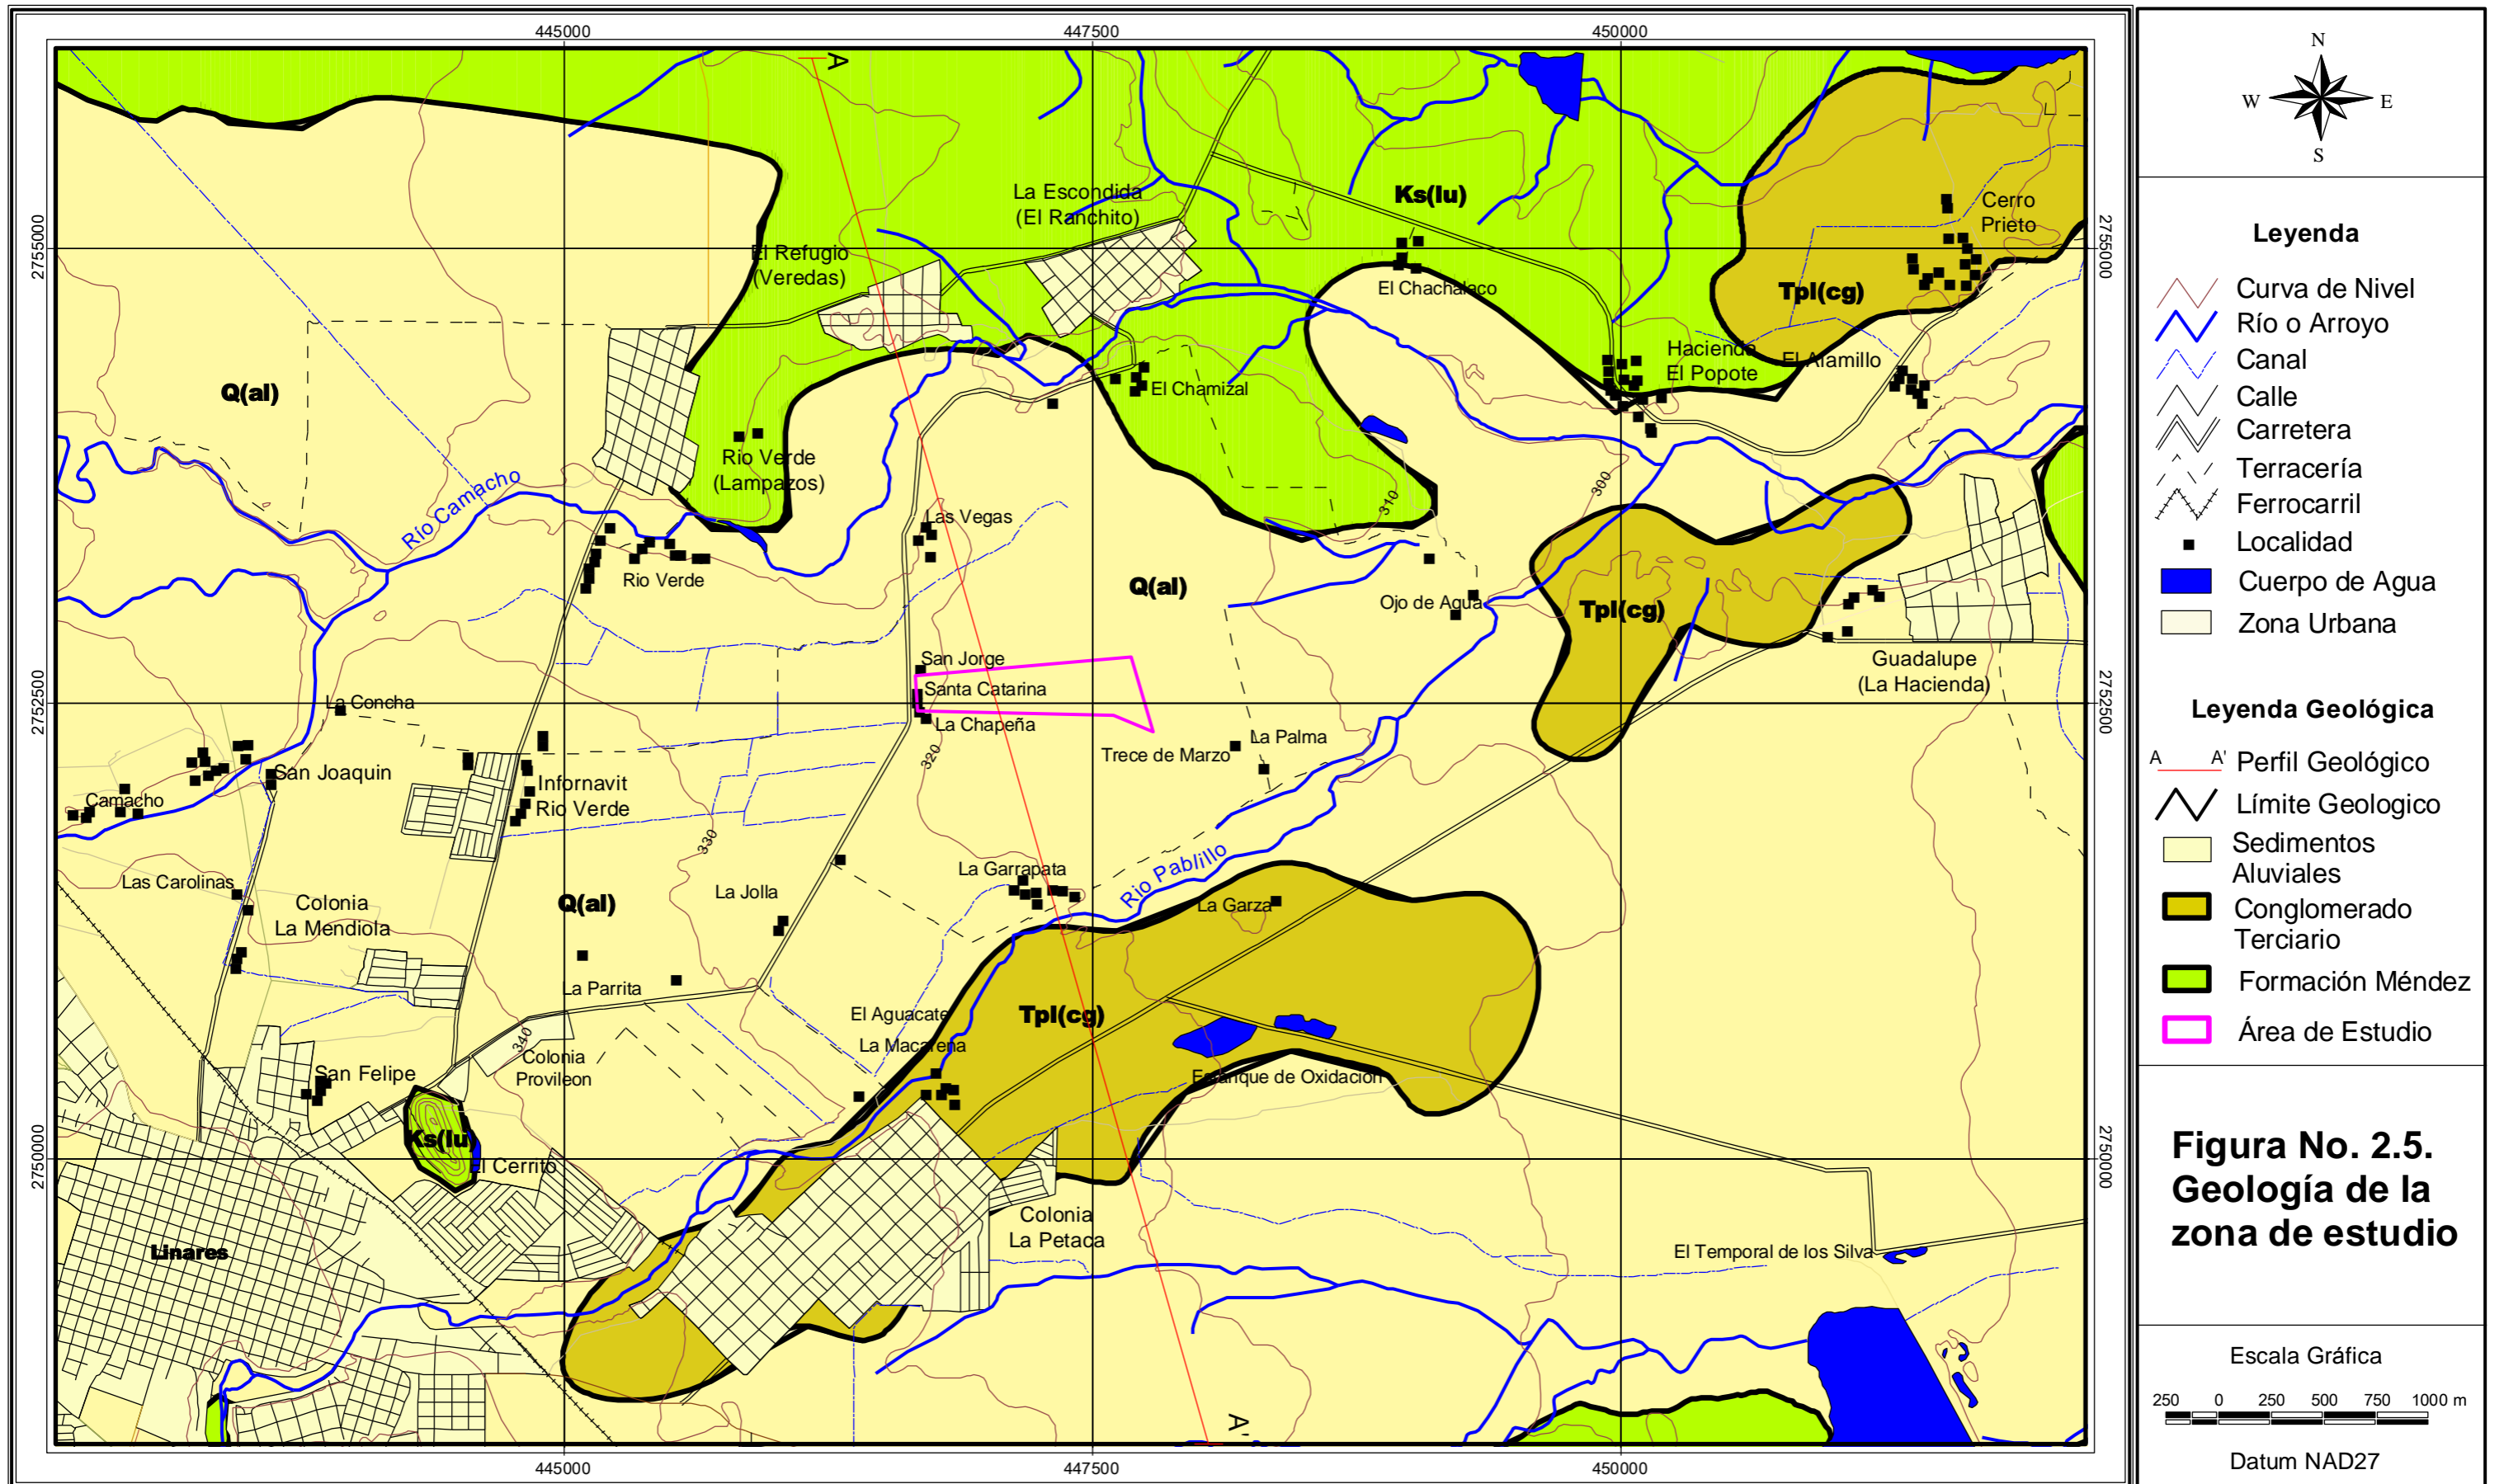 445000
447500
450000
2755000
2752500
2750000
2755000
2752500
2750000
445000
447500
450000
A
A'
La Escondida
(El Ranchito)
Ks(lu)
Cerro
Prieto
El Refugio
(Veredas)
El Chachalaco
Tpl(cg)
Hacienda
El Popote
El Alamillo
Q(al)
El Chamizal
Rio Verde
(Lampazos)
Río Camacho
310
300
Las Vegas
Rio Verde
Q(al)
Ojo de Agua
Tpl(cg)
San Jorge
Santa Catarina
La Chapeña
Guadalupe
(La Hacienda)
La Concha
320
Trece de Marzo
La Palma
San Joaquin
Camacho
Infornavit
Rio Verde
330
Las Carolinas
Colonia
La Mendiola
Q(al)
La Jolla
La Garrapata
Rio Pablillo
La Garza
La Parrita
El Aguacate
La Macarena
Tpl(cg)
340
Colonia
Provileon
Estanque de Oxidación
San Felipe
Ks(lu)
El Cerrito
Linares
Colonia
La Petaca
El Temporal de los Silva
N
W
E
S
Leyenda
Curva de Nivel
Río o Arroyo
Canal
Calle
Carretera
Terracería
Ferrocarril
Localidad
Cuerpo de Agua
Zona Urbana
Leyenda Geológica
A A' Perfil Geológico
Límite Geologico
Sedimentos
Aluviales
Conglomerado
Terciario
Formación Méndez
Área de Estudio
Figura No. 2.5.
Geología de la
zona de estudio
Escala Gráfica
250 0 250 500 750 1000 m
Datum NAD27